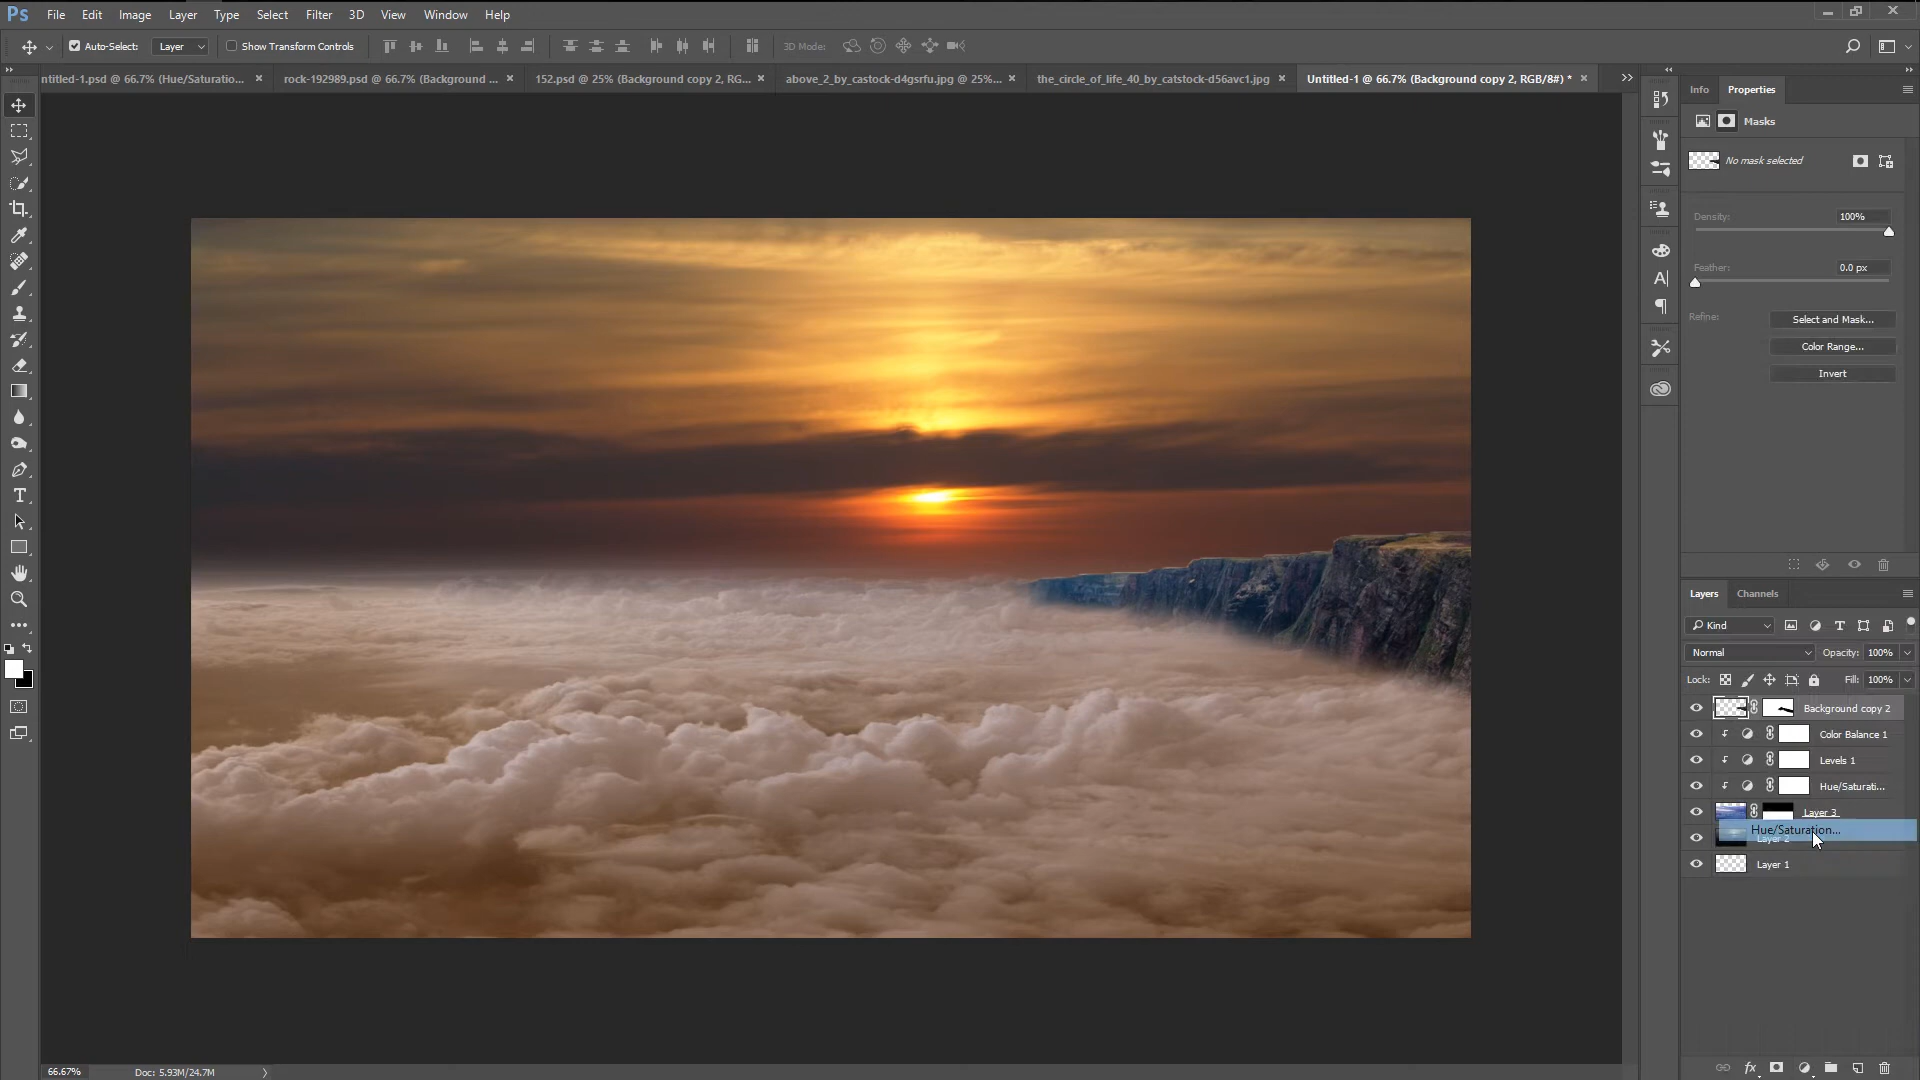 Ps File Edit Image Layer Type Select Filter 3D View Window Help
Auto-Select: Layer Show Transform Controls 3D Mode:
ntitled-1.psd @ 66.7% (Hue/Saturatio... × rock-192989.psd @ 66.7% (Background ... × 152.psd @ 25% (Background copy 2, RG... × above_2_by_castock-d4gsrfu.jpg @ 25%... × the_circle_of_life_40_by_catstock-d56avc1.jpg × Untitled-1 @ 66.7% (Background copy 2, RGB/8#) * ×
Info Properties
Masks
No mask selected
Density: 100%
Feather: 0.0 px
Refine: Select and Mask...
Color Range...
Invert
Layers Channels
Kind
Normal Opacity: 100%
Lock: Fill: 100%
Background copy 2
Color Balance 1
Levels 1
Hue/Saturati...
Layer 3
Hue/Saturation...
Layer 2
Layer 1
66.67% Doc: 5.93M/24.7M
fx